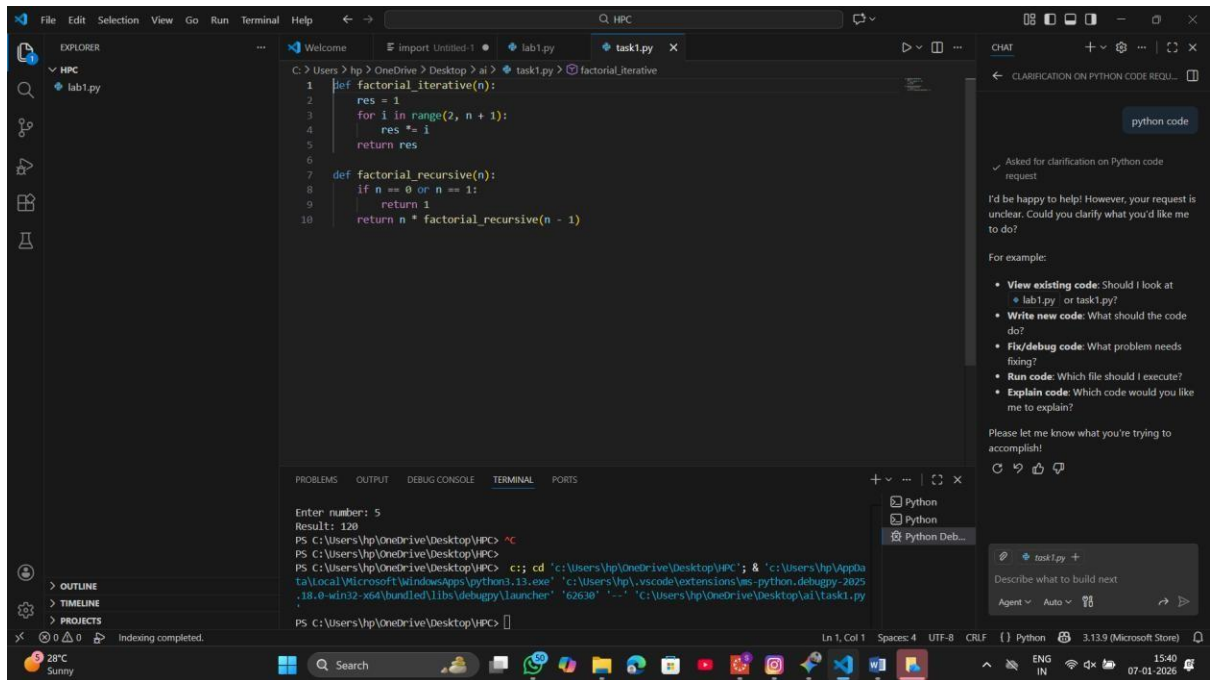 File Edit Selection View Go Run Terminal Help
HPC
EXPLORER
HPC
lab1.py
OUTLINE
TIMELINE
PROJECTS
Welcome
import Untitled-1
lab1.py
task1.py
C: > Users > hp > OneDrive > Desktop > ai > task1.py > factorial_iterative
1 def factorial_iterative(n):
2 res = 1
3 for i in range(2, n + 1):
4 res *= i
5 return res
6
7 def factorial_recursive(n):
8 if n == 0 or n == 1:
9 return 1
10 return n * factorial_recursive(n - 1)
PROBLEMS OUTPUT DEBUG CONSOLE TERMINAL PORTS
Enter number: 5
Result: 120
PS C:\Users\hp\OneDrive\Desktop\HPC> ^C
PS C:\Users\hp\OneDrive\Desktop\HPC>
PS C:\Users\hp\OneDrive\Desktop\HPC> c:; cd 'c:\Users\hp\OneDrive\Desktop\HPC'; & 'c:\Users\hp\AppDa
ta\Local\Microsoft\WindowsApps\python3.13.exe' 'c:\Users\hp\.vscode\extensions\ms-python.debugpy-2025
.18.0-win32-x64\bundled\libs\debugpy\launcher' '62630' '--' 'C:\Users\hp\OneDrive\Desktop\ai\task1.py
'
PS C:\Users\hp\OneDrive\Desktop\HPC>
Python
Python
Python Deb...
CHAT
CLARIFICATION ON PYTHON CODE REQU...
python code
Asked for clarification on Python code
request
I'd be happy to help! However, your request is
unclear. Could you clarify what you'd like me
to do?
For example:
• View existing code: Should I look at
lab1.py or task1.py?
• Write new code: What should the code
do?
• Fix/debug code: What problem needs
fixing?
• Run code: Which file should I execute?
• Explain code: Which code would you like
me to explain?
Please let me know what you're trying to
accomplish!
task1.py
Describe what to build next
Agent Auto
0 0 Indexing completed.
Ln 1, Col 1 Spaces: 4 UTF-8 CRLF {} Python 3.13.9 (Microsoft Store)
5
28°C
Sunny
Search
50
ENG
IN
15:40
07-01-2026